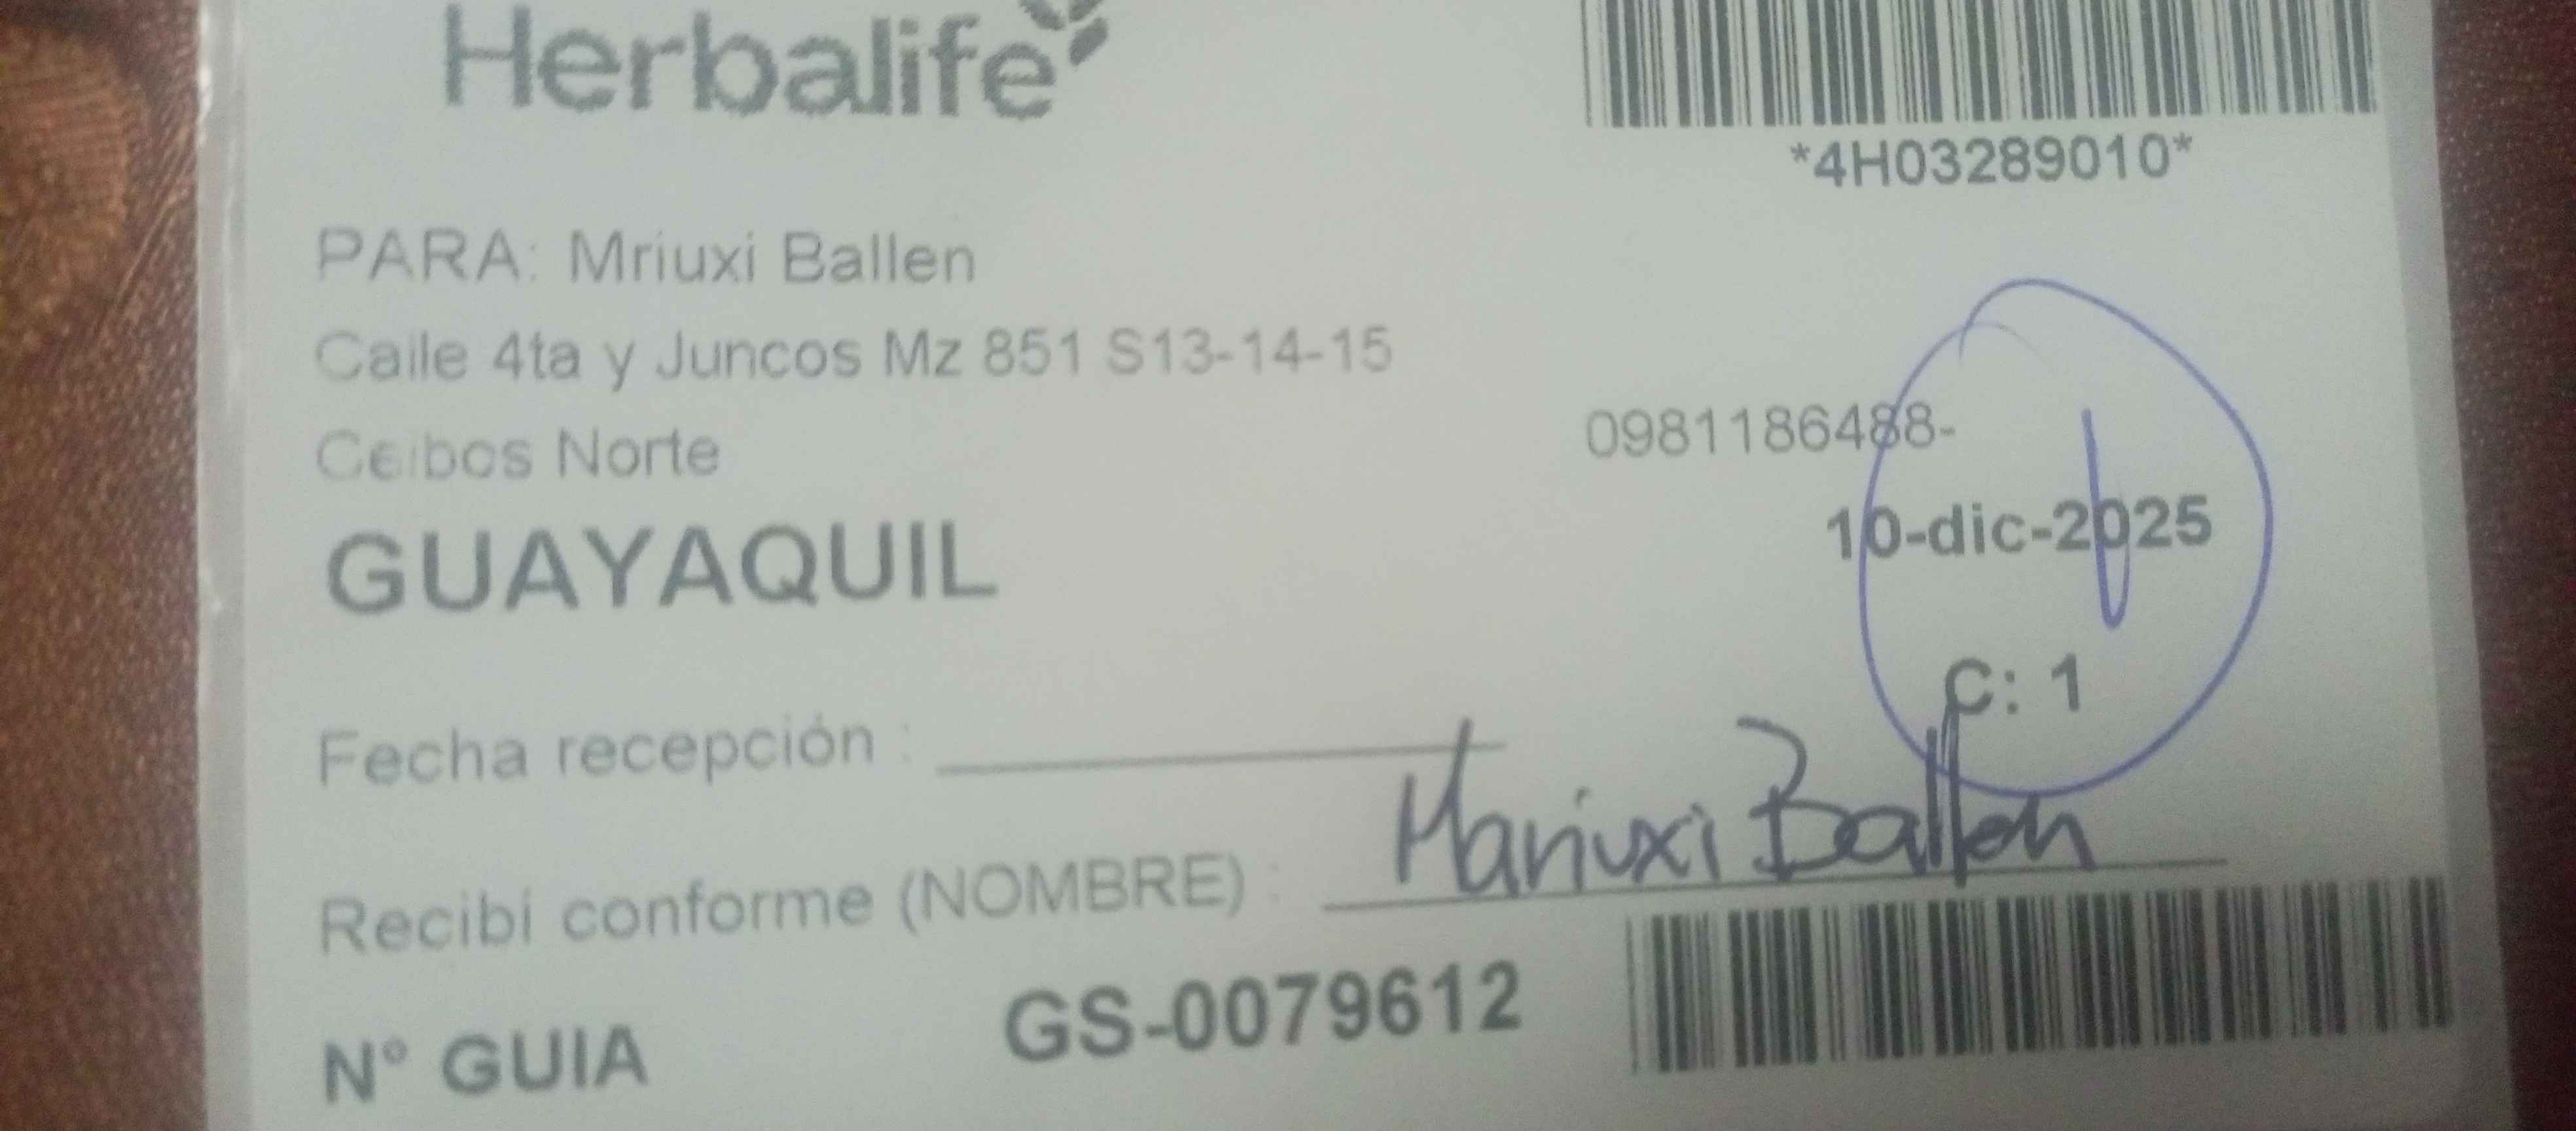 Herbalife
*4H03289010*
PARA: Mriuxi Ballen
Calle 4ta y Juncos Mz 851 S13-14-15
Ceibos Norte
0981186488-
GUAYAQUIL
10-dic-2025
C: 1
Fecha recepción :
Recibí conforme (NOMBRE) : Mariuxi Ballen
N° GUIA GS-0079612